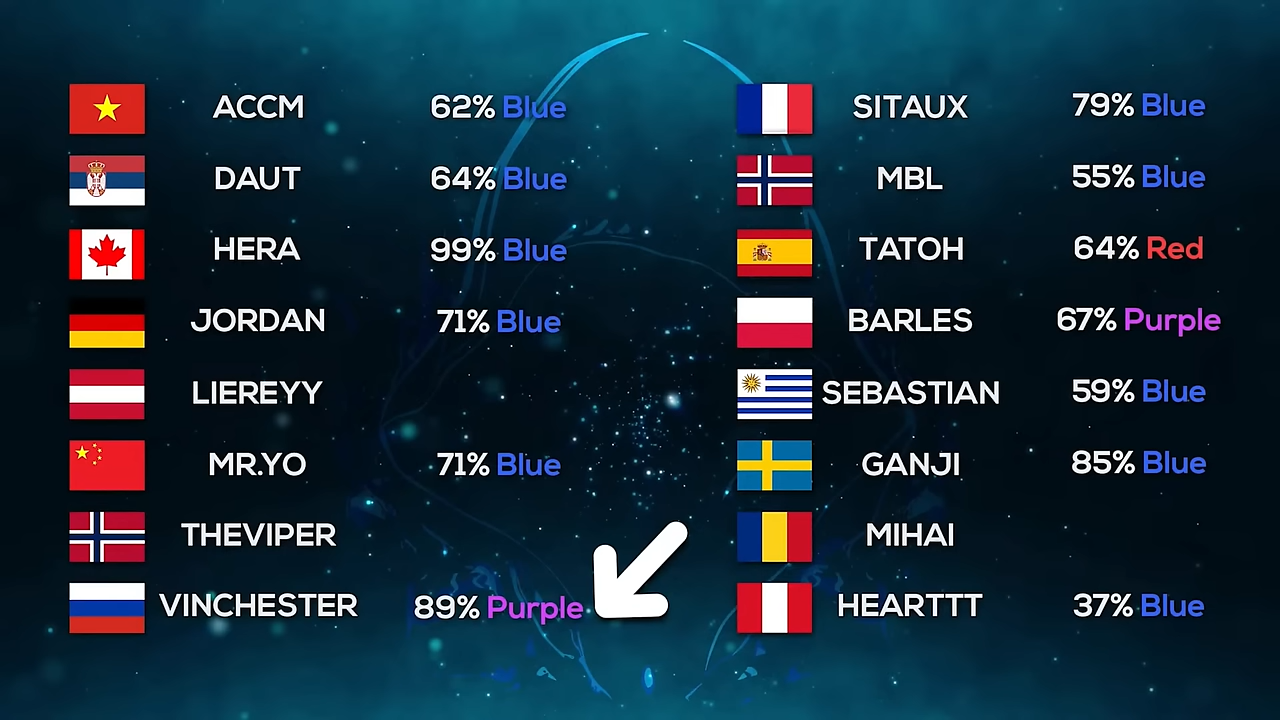 ACCM 62% Blue
DAUT 64% Blue
HERA 99% Blue
JORDAN 71% Blue
LIEREYY
MR.YO 71% Blue
THEVIPER
VINCHESTER 89% Purple
SITAUX 79% Blue
MBL 55% Blue
TATOH 64% Red
BARLES 67% Purple
SEBASTIAN 59% Blue
GANJI 85% Blue
MIHAI
HEARTTT 37% Blue